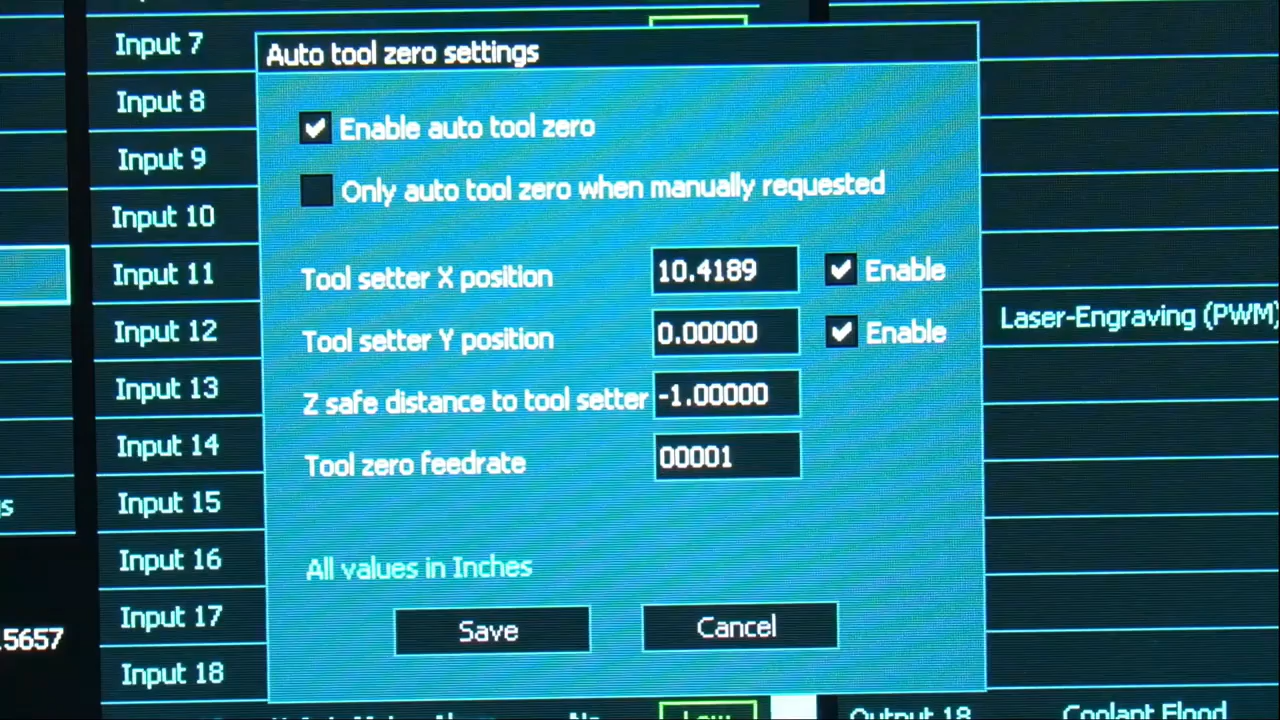 Input 7
Auto tool zero settings
Input 8
Enable auto tool zero
Input 9
Only auto tool zero when manually requested
Input 10
Input 11
Tool setter X position 10.4189 Enable
Input 12
Tool setter Y position 0.00000 Enable
Laser-Engraving (PWM)
Input 13
Z safe distance to tool setter -1.00000
Input 14
Tool zero feedrate 00001
Input 15
Input 16
All values in Inches
Input 17
.5657
Save Cancel
Input 18
No Low Output 18 Coolant Flood